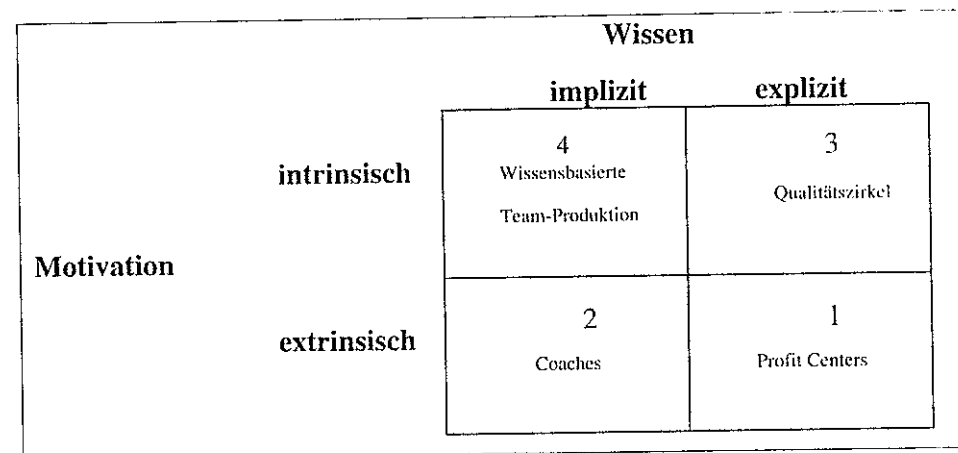 Wissen
implizit explizit
intrinsisch
4
Wissensbasierte
Team-Produktion
3
Qualitätszirkel
Motivation
extrinsisch
2
Coaches
1
Profit Centers